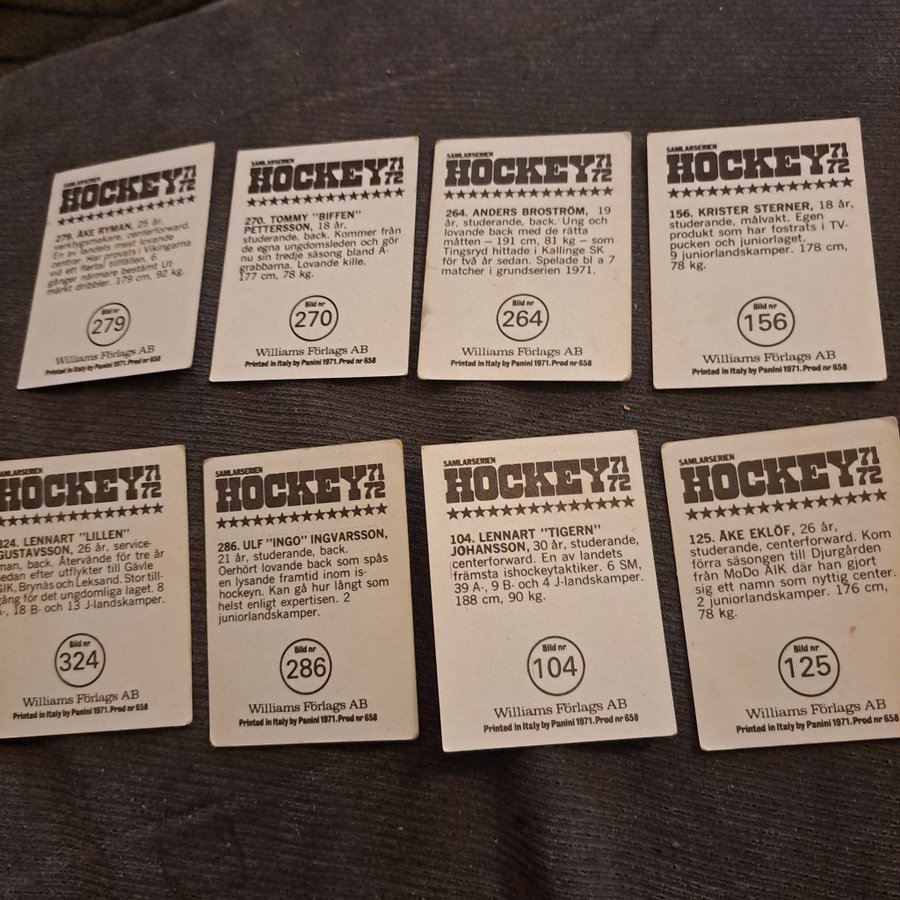 SAMLARSERIEN
HOCKEY 71 72
★★★★★★★★★★★★
279. ÅKE RYMAN, 25 år,
verktygsmakare, centerforward.
En av landets mest lovande
centrar. Har provats i Vikingarna
vid ett flertal tillfällen. 6
gånger närmare bestämt Ut-
märkt dribbler. 179 cm, 92 kg.
Bild nr
279
Williams Förlags AB
Printed in Italy by Panini 1971. Prod nr 658
SAMLARSERIEN
HOCKEY 71 72
★★★★★★★★★★★★
270. TOMMY "BIFFEN"
PETTERSSON, 18 år,
studerande, back. Kommer från
de egna ungdomsleden och gör
nu sin tredje säsong bland A-
grabbarna. Lovande kille.
177 cm, 78 kg.
Bild nr
270
Williams Förlags AB
Printed in Italy by Panini 1971. Prod nr 658
SAMLARSERIEN
HOCKEY 71 72
★★★★★★★★★★★★
264. ANDERS BROSTRÖM, 19
år, studerande, back. Ung och
lovande back med de rätta
måtten – 191 cm, 81 kg – som
Tingsryd hittade i Kallinge SK
för två år sedan. Spelade bl a 7
matcher i grundserien 1971.
Bild nr
264
Williams Förlags AB
Printed in Italy by Panini 1971. Prod nr 658
SAMLARSERIEN
HOCKEY 71 72
★★★★★★★★★★★★
156. KRISTER STERNER, 18 år,
studerande, målvakt. Egen
produkt som har fostrats i TV-
pucken och juniorlaget.
9 juniorlandskamper. 178 cm,
78 kg.
Bild nr
156
Williams Förlags AB
Printed in Italy by Panini 1971. Prod nr 658
SAMLARSERIEN
HOCKEY 71 72
★★★★★★★★★★★★
324. LENNART "LILLEN"
GUSTAVSSON, 26 år, service-
man, back. Återvände för tre år
sedan efter utflykter till Gävle
GIK, Brynäs och Leksand. Stor till-
gång för det ungdomliga laget. 8
A-, 18 B- och 13 J-landskamper.
Bild nr
324
Williams Förlags AB
Printed in Italy by Panini 1971. Prod nr 658
SAMLARSERIEN
HOCKEY 71 72
★★★★★★★★★★★★
286. ULF "INGO" INGVARSSON,
21 år, studerande, back.
Oerhört lovande back som spås
en lysande framtid inom is-
hockeyn. Kan gå hur långt som
helst enligt expertisen. 2
juniorlandskamper.
Bild nr
286
Williams Förlags AB
Printed in Italy by Panini 1971. Prod nr 658
SAMLARSERIEN
HOCKEY 71 72
★★★★★★★★★★★★
104. LENNART "TIGERN"
JOHANSSON, 30 år, studerande,
centerforward. En av landets
främsta ishockeytaktiker. 6 SM,
39 A-, 9 B- och 4 J-landskamper.
188 cm, 90 kg.
Bild nr
104
Williams Förlags AB
Printed in Italy by Panini 1971. Prod nr 658
SAMLARSERIEN
HOCKEY 71 72
★★★★★★★★★★★★
125. ÅKE EKLÖF, 26 år,
studerande, centerforward. Kom
förra säsongen till Djurgården
från MoDo AIK där han gjort
sig ett namn som nyttig center.
2 juniorlandskamper. 176 cm,
78 kg.
Bild nr
125
Williams Förlags AB
Printed in Italy by Panini 1971. Prod nr 658